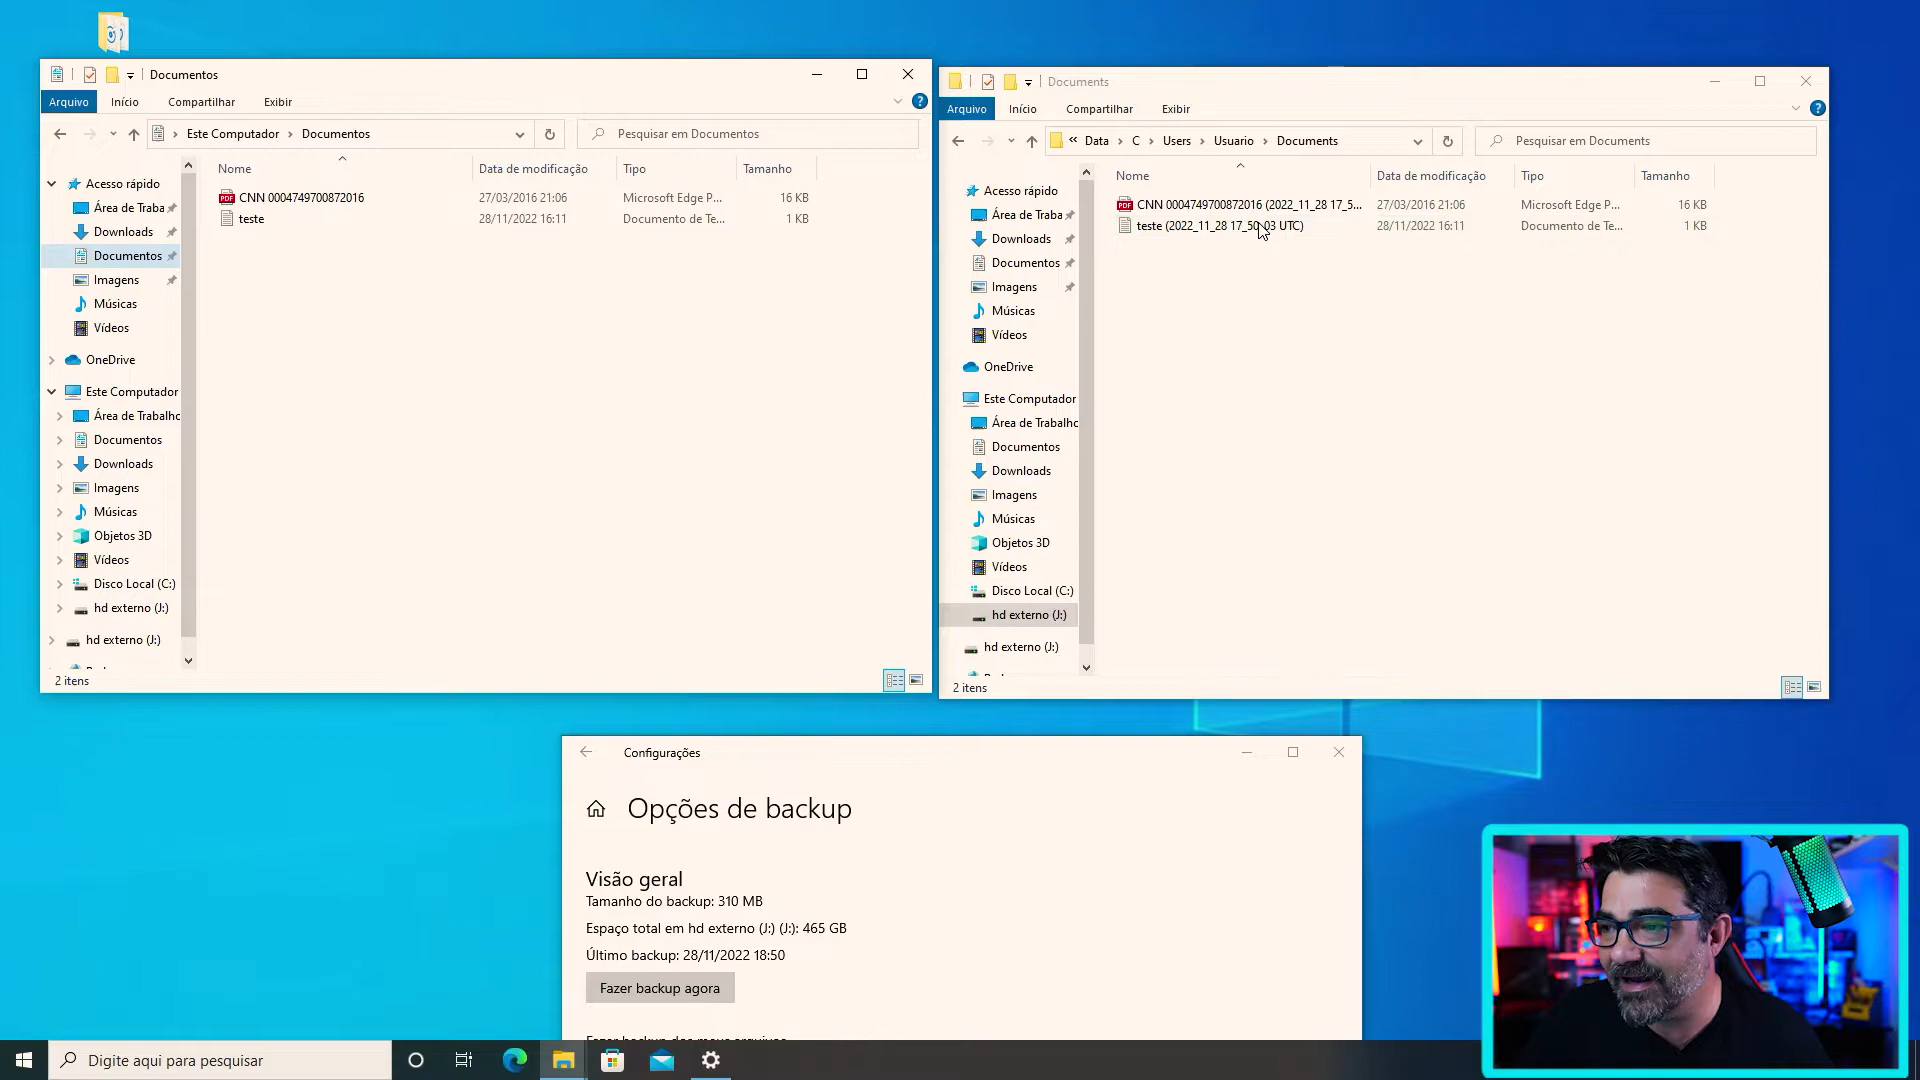 Documentos
Arquivo Início Compartilhar Exibir
Este Computador > Documentos
Pesquisar em Documentos
Nome Data de modificação Tipo Tamanho
CNN 0004749700872016 27/03/2016 21:06 Microsoft Edge P... 16 KB
teste 28/11/2022 16:11 Documento de Te... 1 KB
Acesso rápido
Área de Traba
Downloads
Documentos
Imagens
Músicas
Vídeos
OneDrive
Este Computador
Área de Trabalho
Documentos
Downloads
Imagens
Músicas
Objetos 3D
Vídeos
Disco Local (C:)
hd externo (J:)
hd externo (J:)
2 itens
Documents
Arquivo Início Compartilhar Exibir
« Data > C > Users > Usuario > Documents
Pesquisar em Documents
Nome Data de modificação Tipo Tamanho
CNN 0004749700872016 (2022_11_28 17_5... 27/03/2016 21:06 Microsoft Edge P... 16 KB
teste (2022_11_28 17_50_03 UTC) 28/11/2022 16:11 Documento de Te... 1 KB
Acesso rápido
Área de Traba
Downloads
Documentos
Imagens
Músicas
Vídeos
OneDrive
Este Computador
Área de Trabalho
Documentos
Downloads
Imagens
Músicas
Objetos 3D
Vídeos
Disco Local (C:)
hd externo (J:)
hd externo (J:)
2 itens
Configurações
Opções de backup
Visão geral
Tamanho do backup: 310 MB
Espaço total em hd externo (J:) (J:): 465 GB
Último backup: 28/11/2022 18:50
Fazer backup agora
Fazer backup dos meus arquivos
Digite aqui para pesquisar